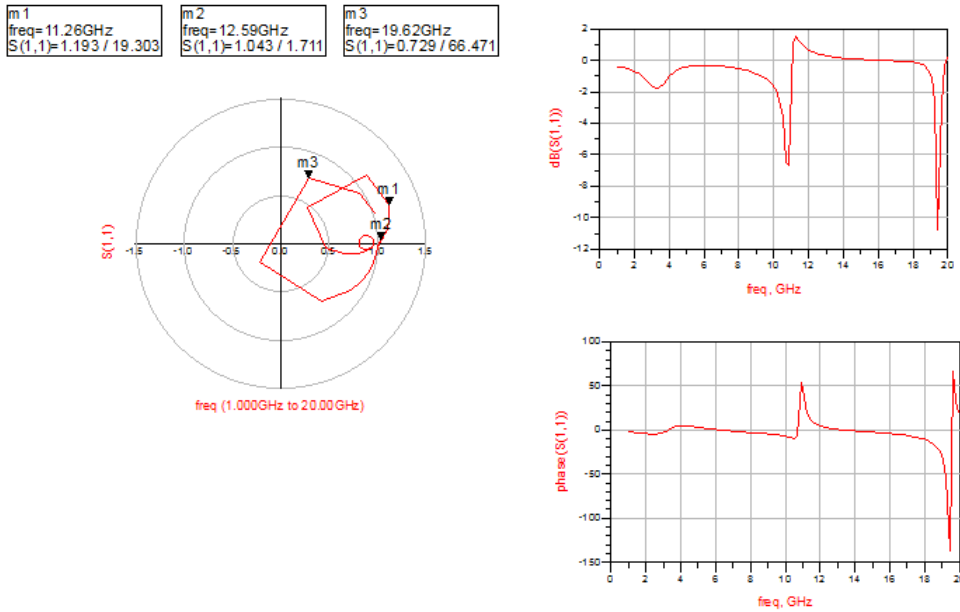 m1
freq=11.26GHz
S(1,1)=1.193 / 19.303
m2
freq=12.59GHz
S(1,1)=1.043 / 1.711
m3
freq=19.62GHz
S(1,1)=0.729 / 66.471
m3
m1
m2
-1.5 -1.0 -0.5 0.0 0.5 1.0 1.5
S(1,1)
freq (1.000GHz to 20.00GHz)
2
0
-2
-4
-6
-8
-10
-12
0 2 4 6 8 10 12 14 16 18 20
dB(S(1,1))
freq, GHz
100
50
0
-50
-100
-150
0 2 4 6 8 10 12 14 16 18 20
phase(S(1,1))
freq, GHz